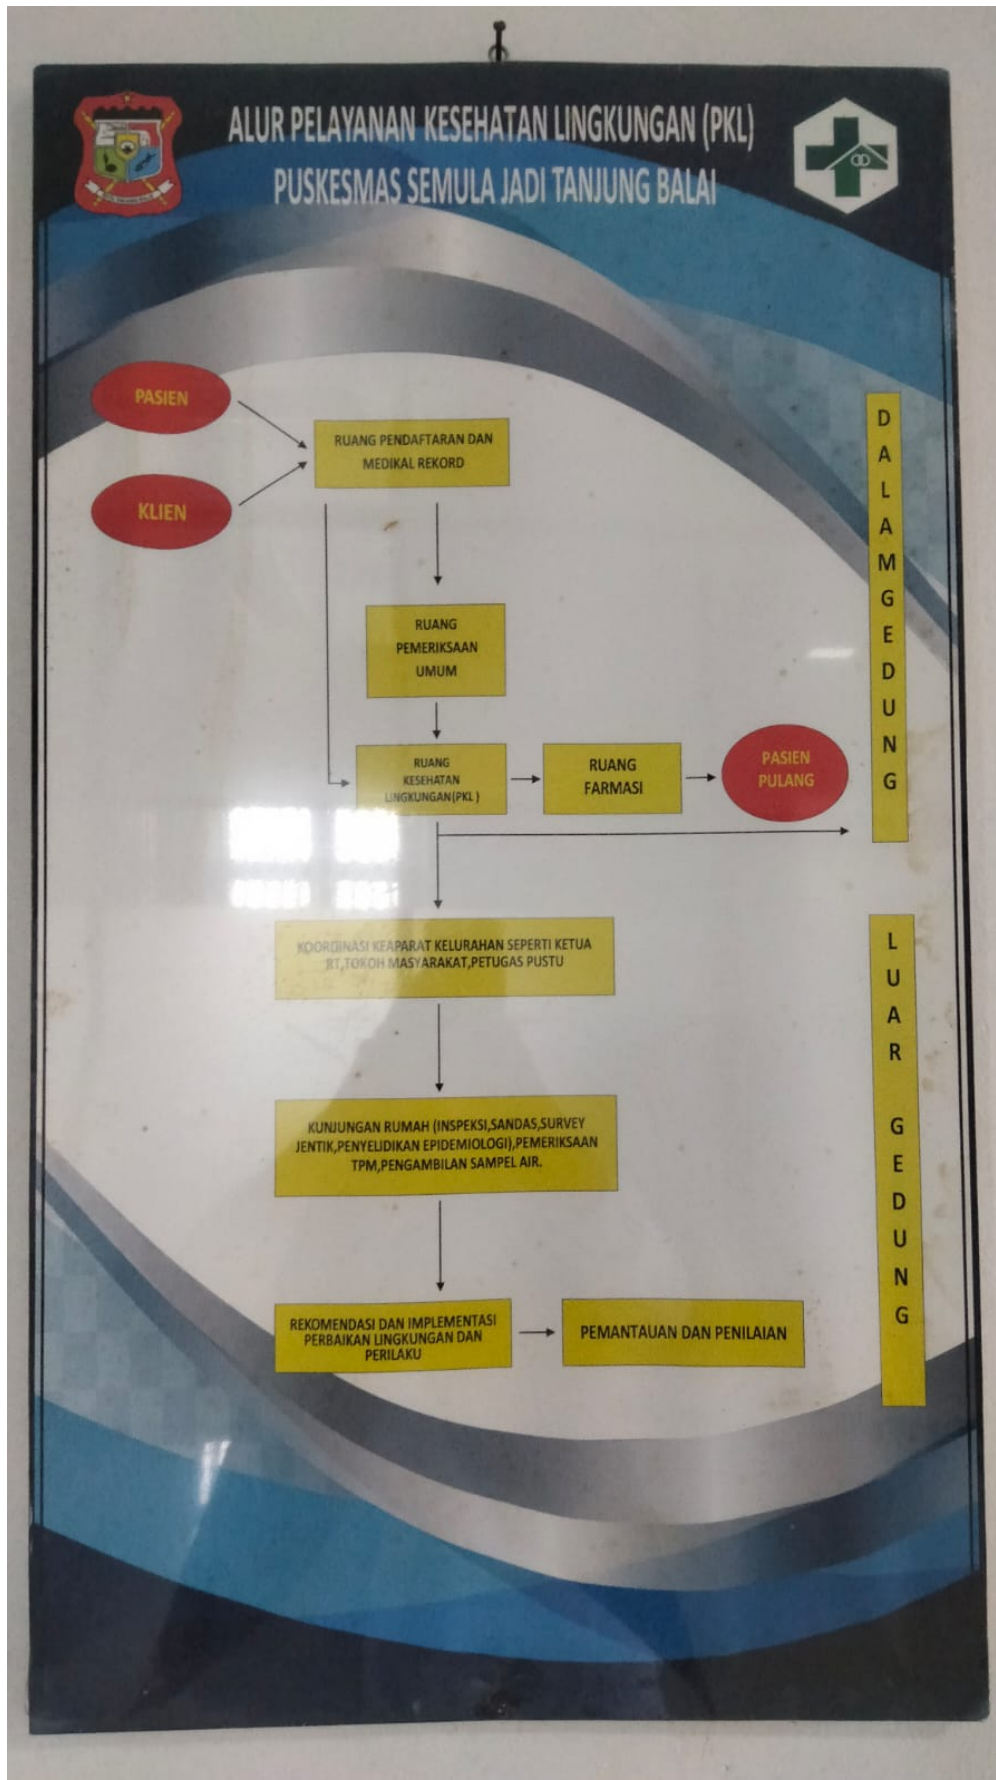 ALUR PELAYANAN KESEHATAN LINGKUNGAN (PKL)
PUSKESMAS SEMULA JADI TANJUNG BALAI
PASIEN
KLIEN
RUANG PENDAFTARAN DAN
MEDIKAL REKORD
RUANG
PEMERIKSAAN
UMUM
RUANG
KESEHATAN
LINGKUNGAN(PKL )
RUANG
FARMASI
PASIEN
PULANG
DALAMGEDUNG
KOORDINASI KEAPARAT KELURAHAN SEPERTI KETUA
RT,TOKOH MASYARAKAT,PETUGAS PUSTU
KUNJUNGAN RUMAH (INSPEKSI,SANDAS,SURVEY
JENTIK,PENYELIDIKAN EPIDEMIOLOGI),PEMERIKSAAN
TPM,PENGAMBILAN SAMPEL AIR.
REKOMENDASI DAN IMPLEMENTASI
PERBAIKAN LINGKUNGAN DAN
PERILAKU
PEMANTAUAN DAN PENILAIAN
LUAR GEDUNG